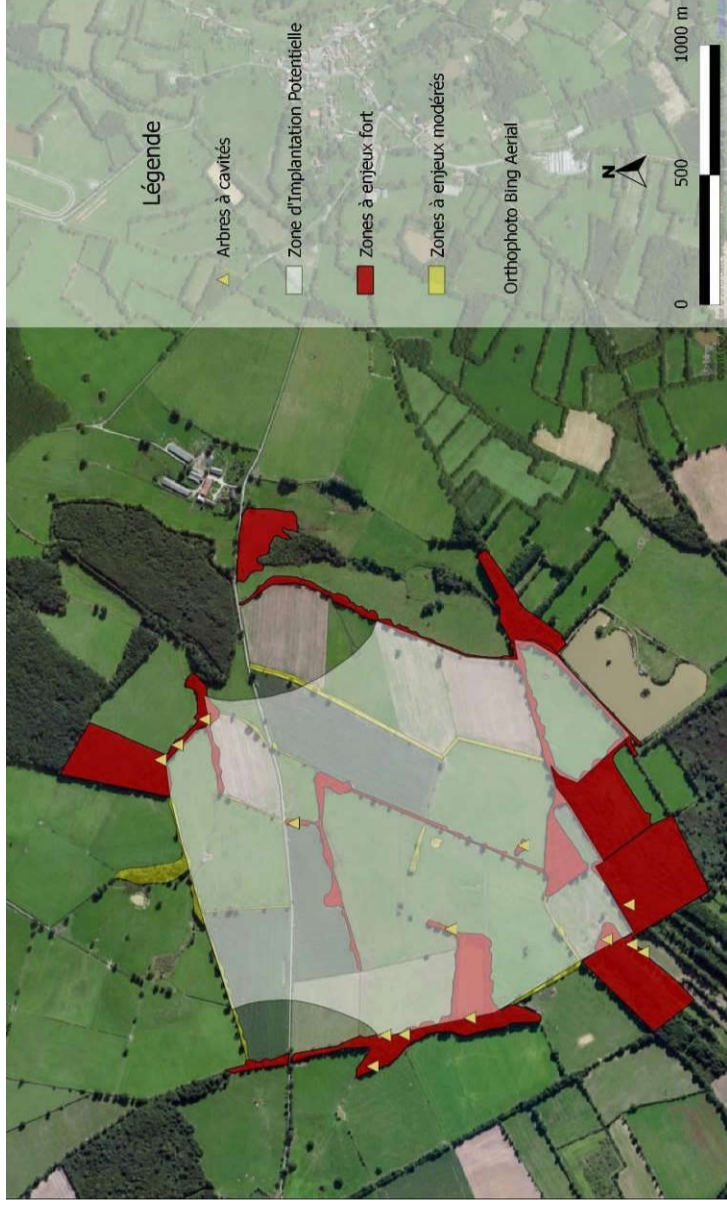 Légende
Arbres à cavités
Zone d'Implantation Potentielle
Zones à enjeux fort
Zones à enjeux modérés
Orthophoto Bing Aerial
N
0 500 1000 m